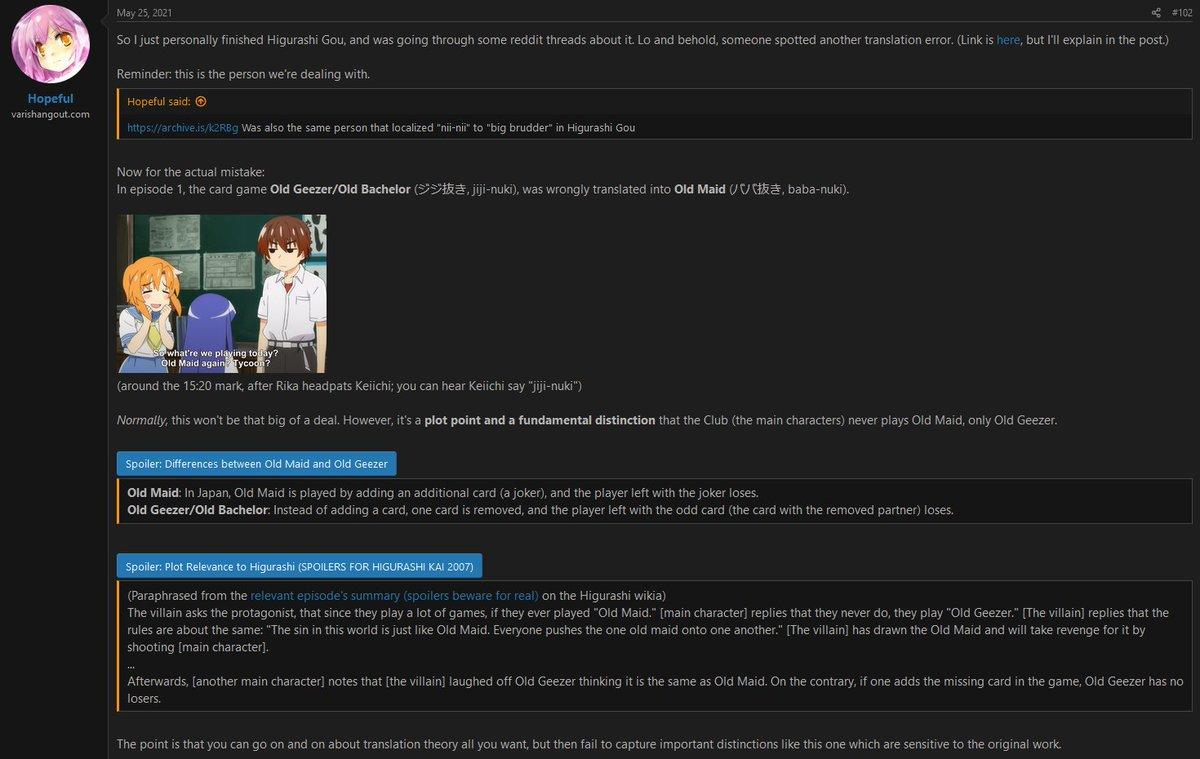 May 25, 2021
#102
Hopeful
varishangout.com
So I just personally finished Higurashi Gou, and was going through some reddit threads about it. Lo and behold, someone spotted another translation error. (Link is here, but I'll explain in the post.)
Reminder: this is the person we're dealing with.
Hopeful said:
https://archive.is/k2RBg Was also the same person that localized "nii-nii" to "big brudder" in Higurashi Gou
Now for the actual mistake:
In episode 1, the card game Old Geezer/Old Bachelor (ジジ抜き, jiji-nuki), was wrongly translated into Old Maid (ババ抜き, baba-nuki).
So what're we playing today?
Old Maid again? Tycoon?
(around the 15:20 mark, after Rika headpats Keiichi; you can hear Keiichi say "jiji-nuki")
Normally, this won't be that big of a deal. However, it's a plot point and a fundamental distinction that the Club (the main characters) never plays Old Maid, only Old Geezer.
Spoiler: Differences between Old Maid and Old Geezer
Old Maid: In Japan, Old Maid is played by adding an additional card (a joker), and the player left with the joker loses.
Old Geezer/Old Bachelor: Instead of adding a card, one card is removed, and the player left with the odd card (the card with the removed partner) loses.
Spoiler: Plot Relevance to Higurashi (SPOILERS FOR HIGURASHI KAI 2007)
(Paraphrased from the relevant episode's summary (spoilers beware for real) on the Higurashi wikia)
The villain asks the protagonist, that since they play a lot of games, if they ever played "Old Maid." [main character] replies that they never do, they play "Old Geezer." [The villain] replies that the
rules are about the same: "The sin in this world is just like Old Maid. Everyone pushes the one old maid onto one another." [The villain] has drawn the Old Maid and will take revenge for it by
shooting [main character].
...
Afterwards, [another main character] notes that [the villain] laughed off Old Geezer thinking it is the same as Old Maid. On the contrary, if one adds the missing card in the game, Old Geezer has no
losers.
The point is that you can go on and on about translation theory all you want, but then fail to capture important distinctions like this one which are sensitive to the original work.